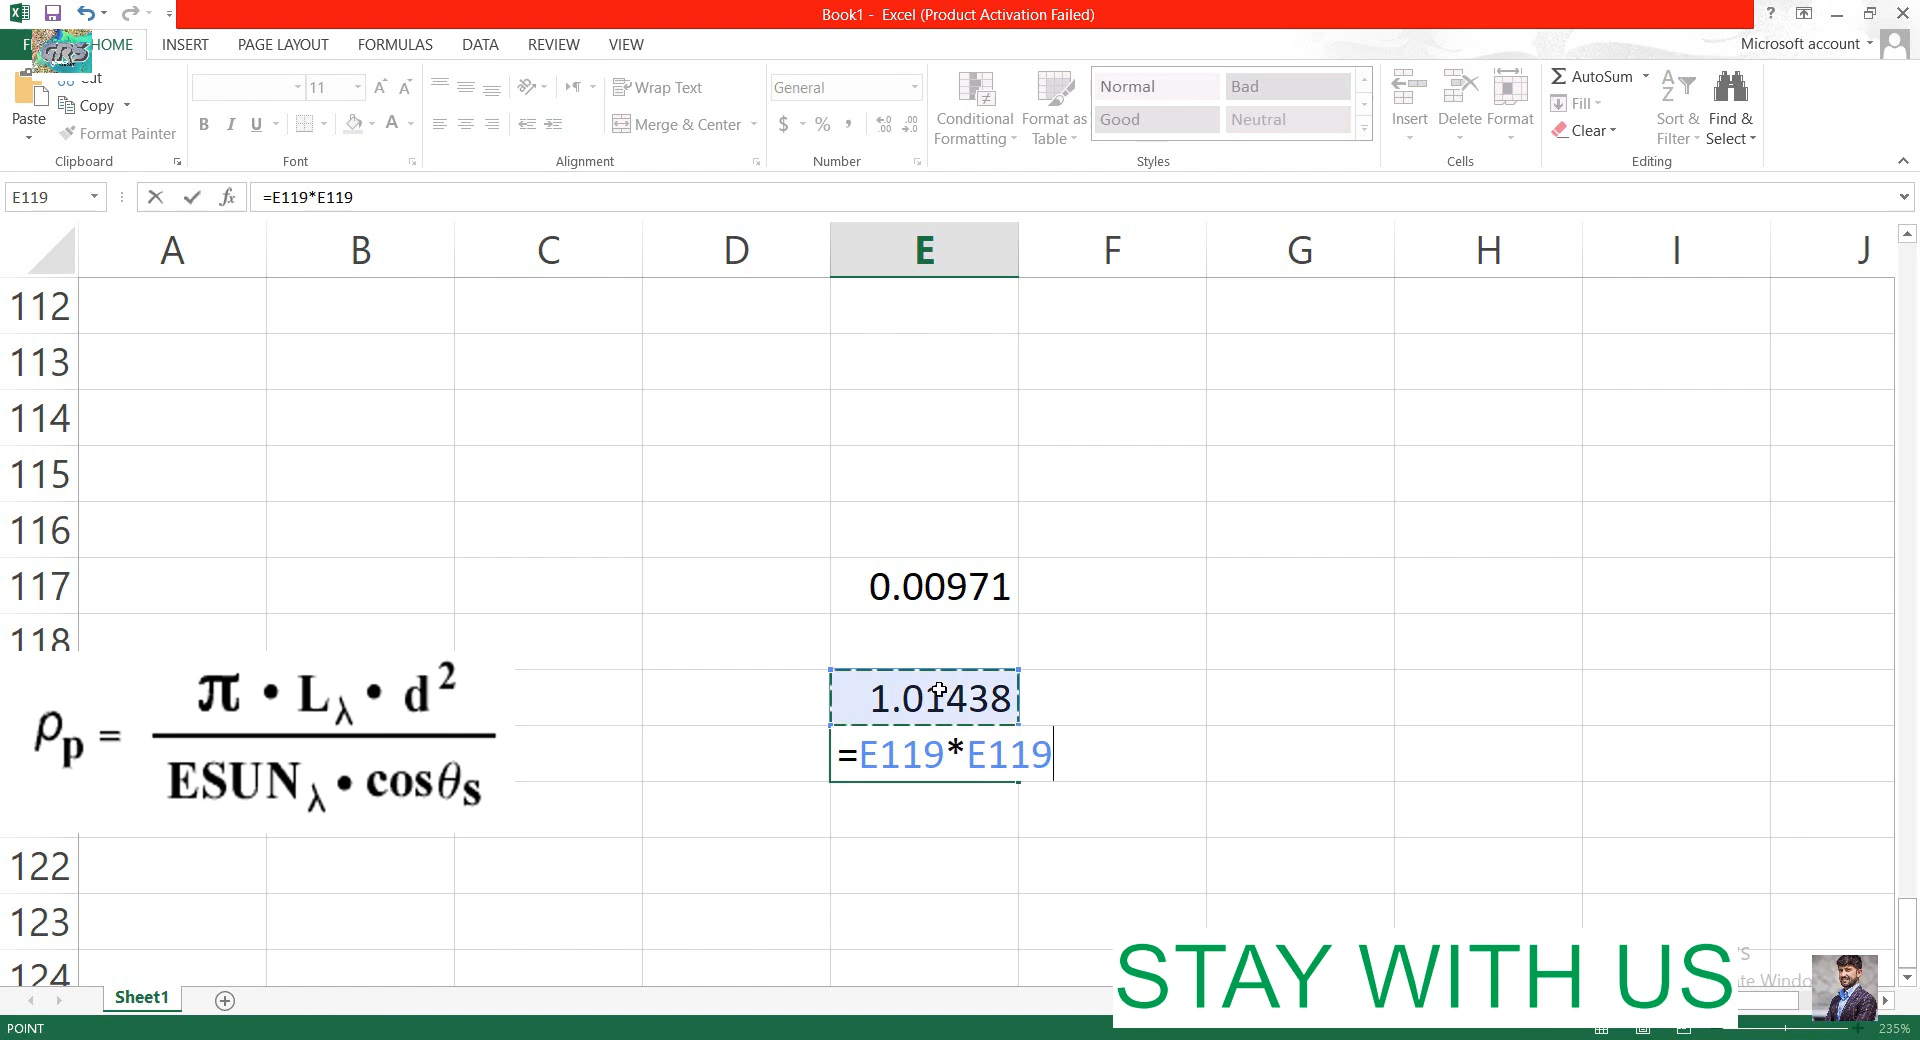 Book1 - Excel (Product Activation Failed)
?
HOME INSERT PAGE LAYOUT FORMULAS DATA REVIEW VIEW
Microsoft account
GRS
Paste
Copy
Format Painter
Clipboard
11
B I U
Font
Wrap Text
Merge & Center
Alignment
General
$ % ,
Number
Conditional Formatting
Format as Table
Normal Bad
Good Neutral
Styles
Insert Delete Format
Cells
AutoSum
Fill
Clear
Sort & Filter
Find & Select
Editing
E119
fx
=E119*E119
A B C D E F G H I J
112
113
114
115
116
117 0.00971
118
1.01438
=E119*E119
ρp = π • Lλ • d² / ESUNλ • cosθs
122
123
124
STAY WITH US
Sheet1
POINT
235%